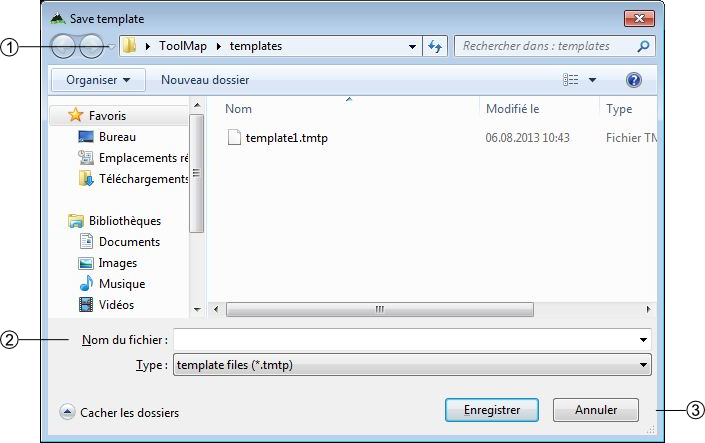 Save template
1
ToolMap templates
Rechercher dans : templates
Organiser
Nouveau dossier
Favoris
Bureau
Emplacements ré
Téléchargements
Bibliothèques
Documents
Images
Musique
Vidéos
Nom Modifié le Type
template1.tmtp 06.08.2013 10:43 Fichier TM
2
Nom du fichier :
Type : template files (*.tmtp)
Cacher les dossiers
Enregistrer
Annuler
3